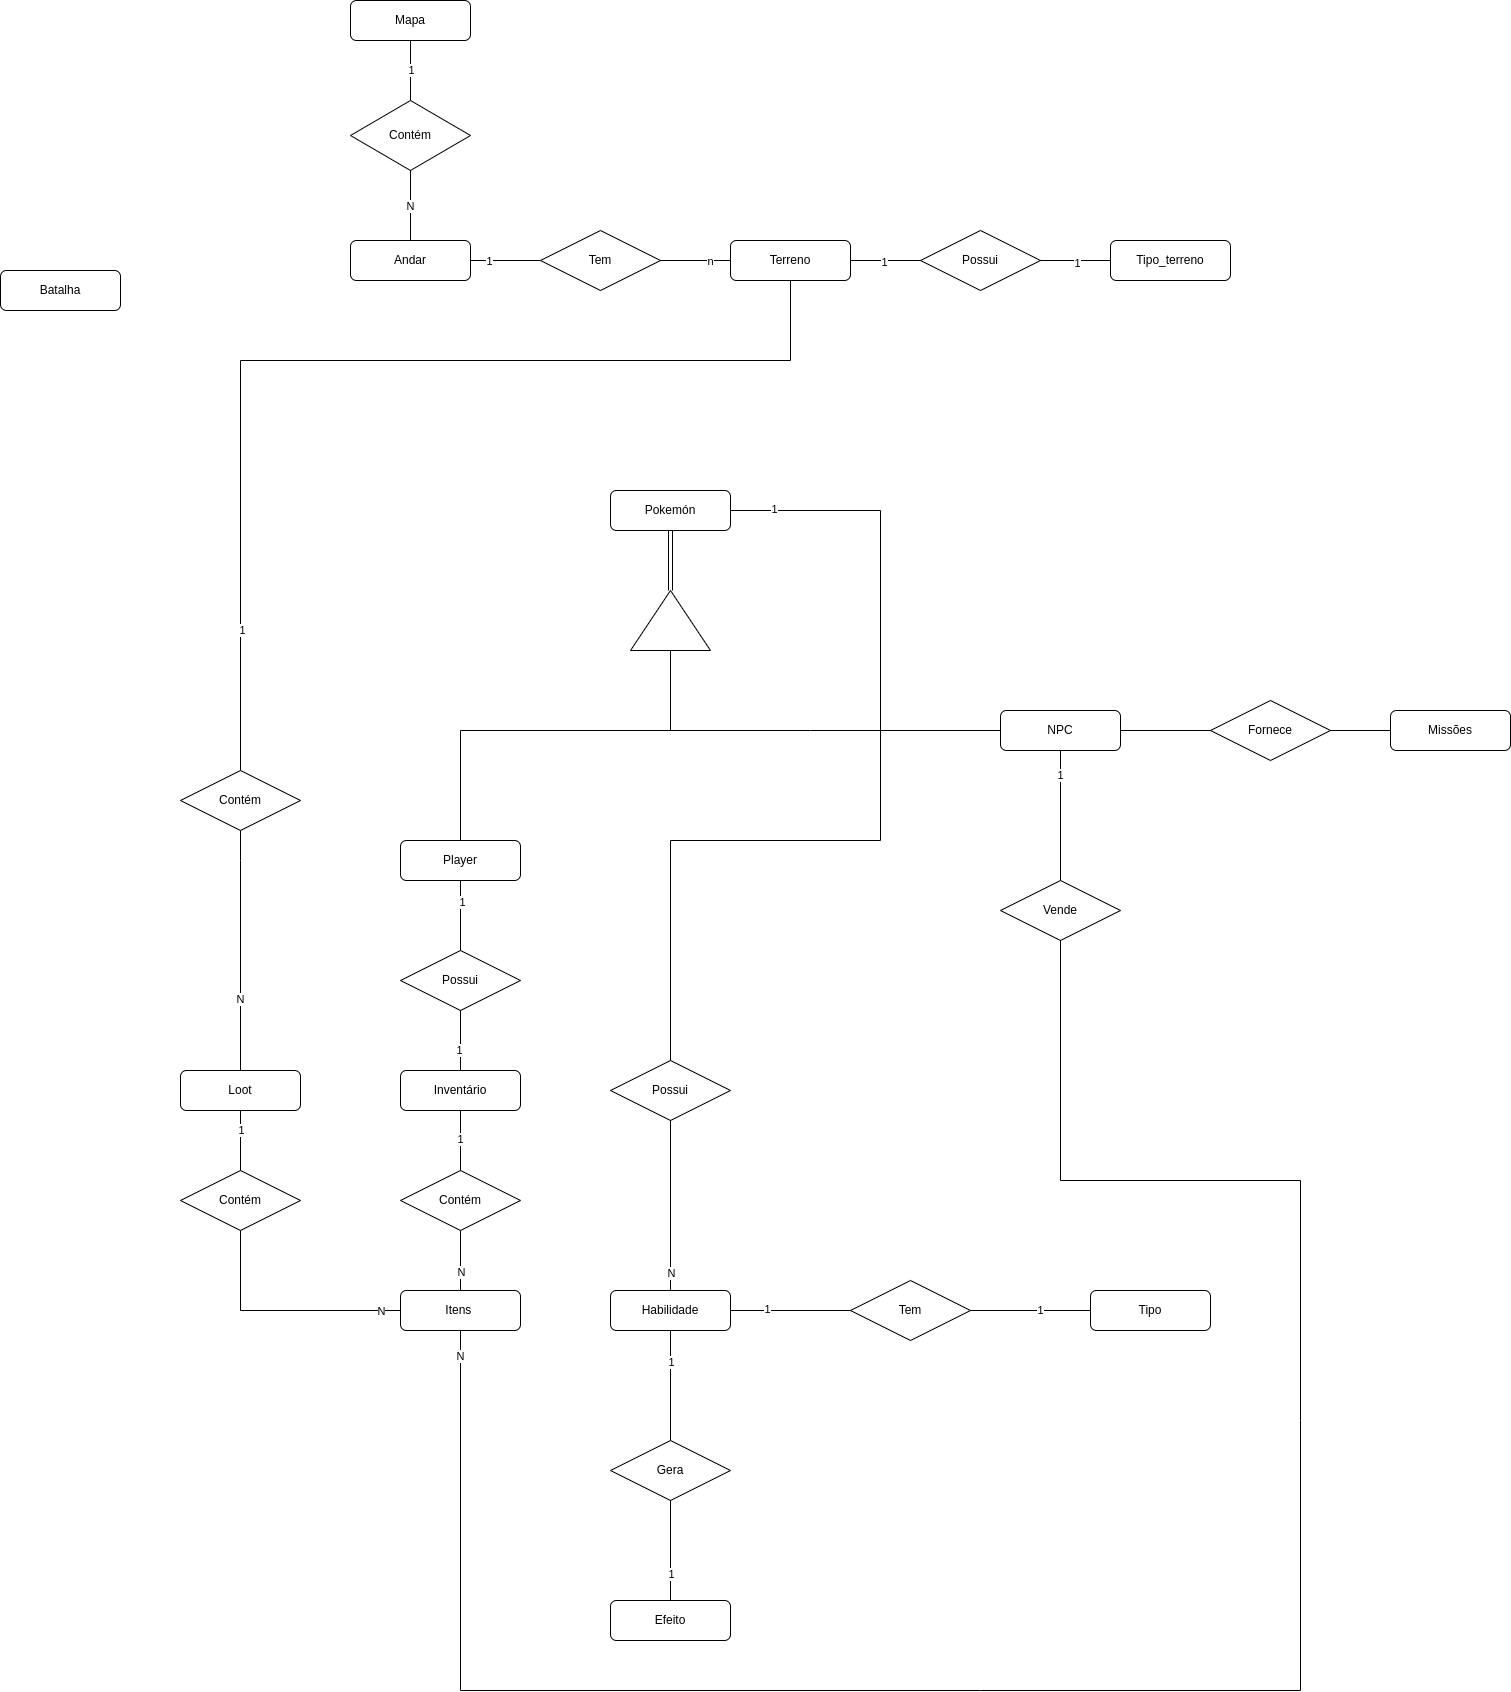 Mapa
1
Contém
N
Andar
1
Tem
n
Terreno
1
Possui
1
Tipo_terreno
Batalha
Pokemón
1
1
NPC
Fornece
Missões
1
Contém
Player
1
Vende
Possui
N
1
Loot
Inventário
Possui
1
1
Contém
Contém
N
N
N
Itens
Habilidade
1
Tem
1
Tipo
N
1
Gera
1
Efeito